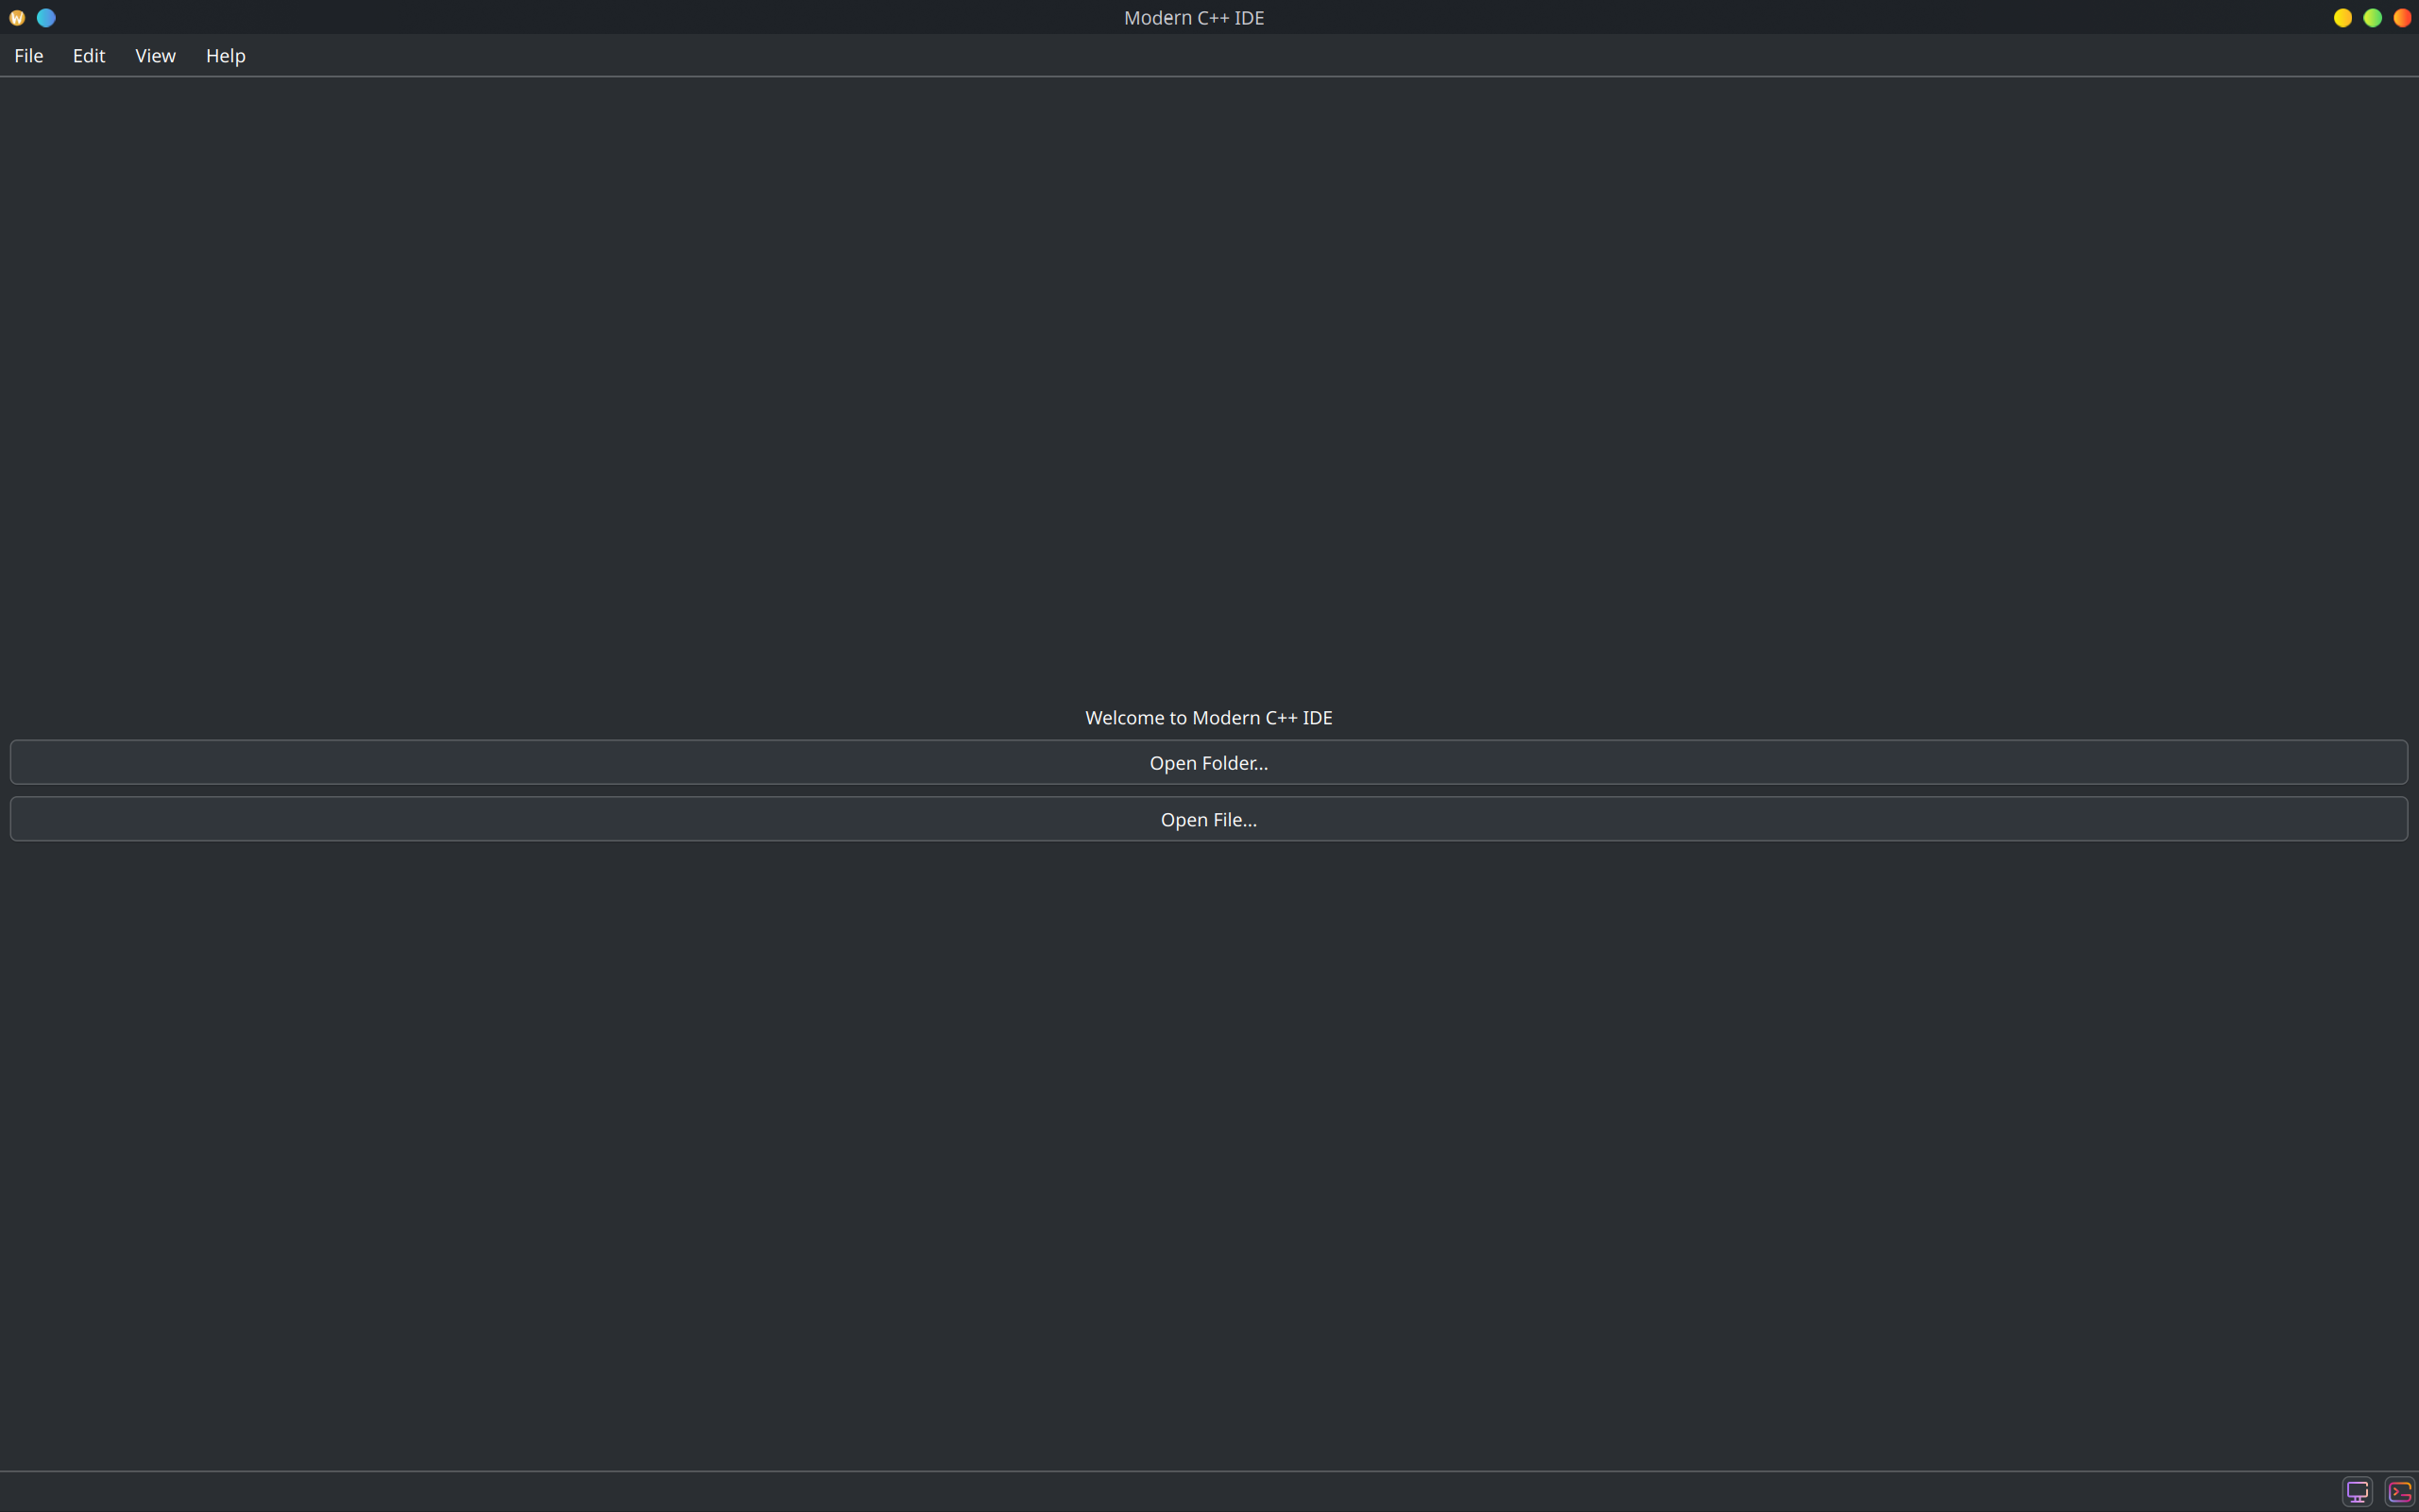 Modern C++ IDE
File Edit View Help
Welcome to Modern C++ IDE
Open Folder...
Open File...